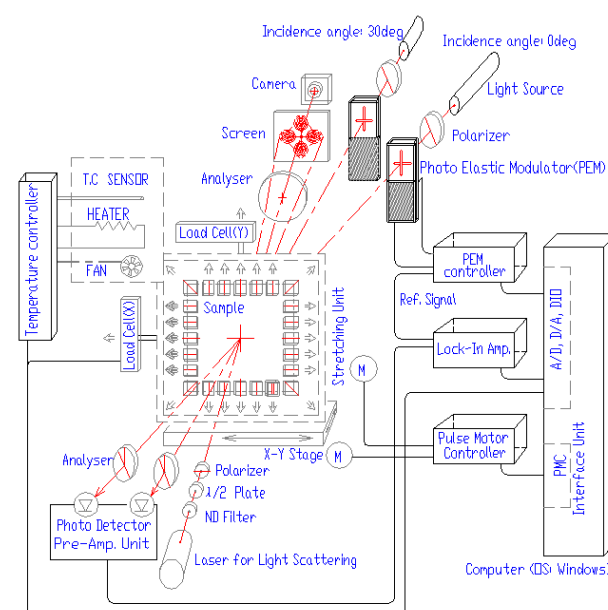 Incidence angle: 30deg
Incidence angle: 0deg
Camera
Light Source
Screen
Polarizer
Analyser
Photo Elastic Modulator(PEM)
T.C SENSOR
HEATER
FAN
Temperature controller
Load Cell(Y)
Load Cell(X)
Sample
Stretching Unit
PEM
controller
Ref. Signal
Lock-In Amp.
A/D, D/A, DIO
M
Pulse Motor
Controller
X-Y Stage
M
PMC
Interface Unit
Analyser
Polarizer
λ/2 Plate
ND Filter
Photo Detector
Pre-Amp. Unit
Laser for Light Scattering
Computer (OS: Windows)